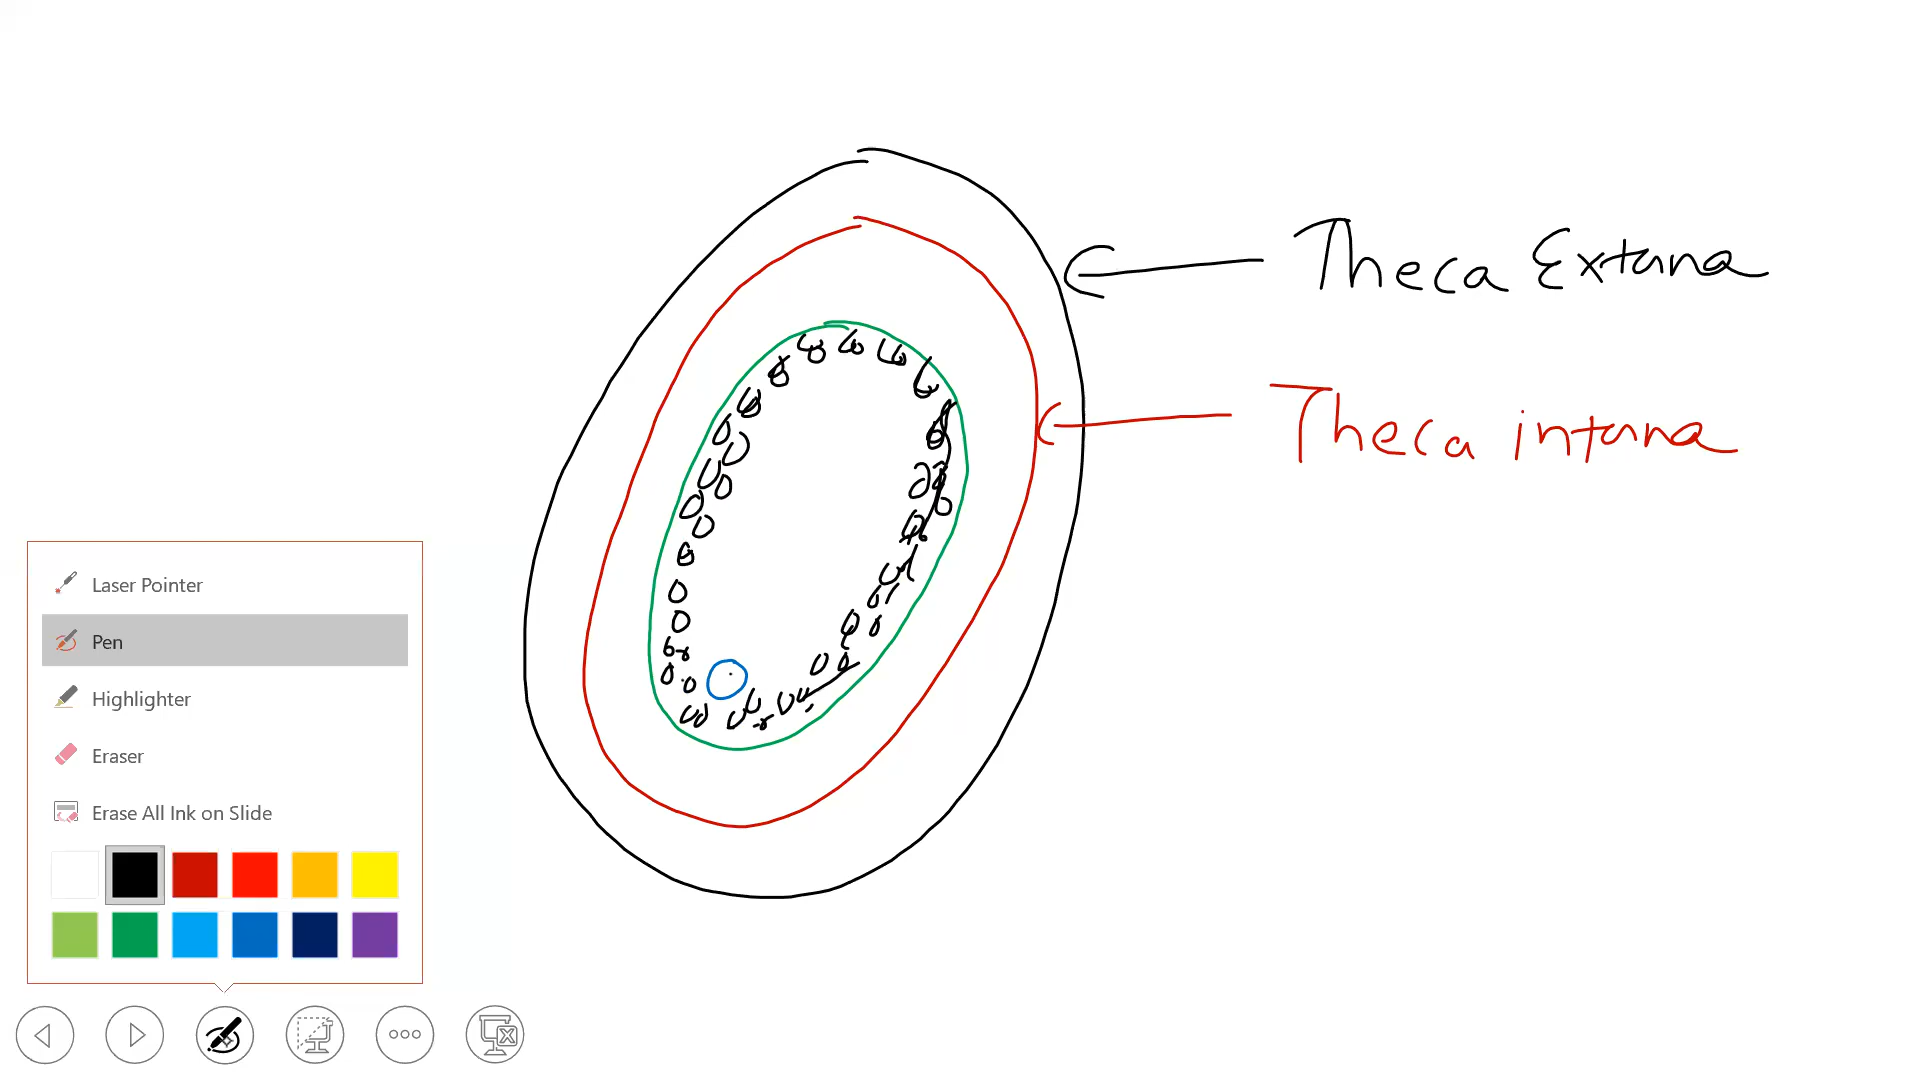 Theca Extana
Theca intana
Laser Pointer
Pen
Highlighter
Eraser
Erase All Ink on Slide